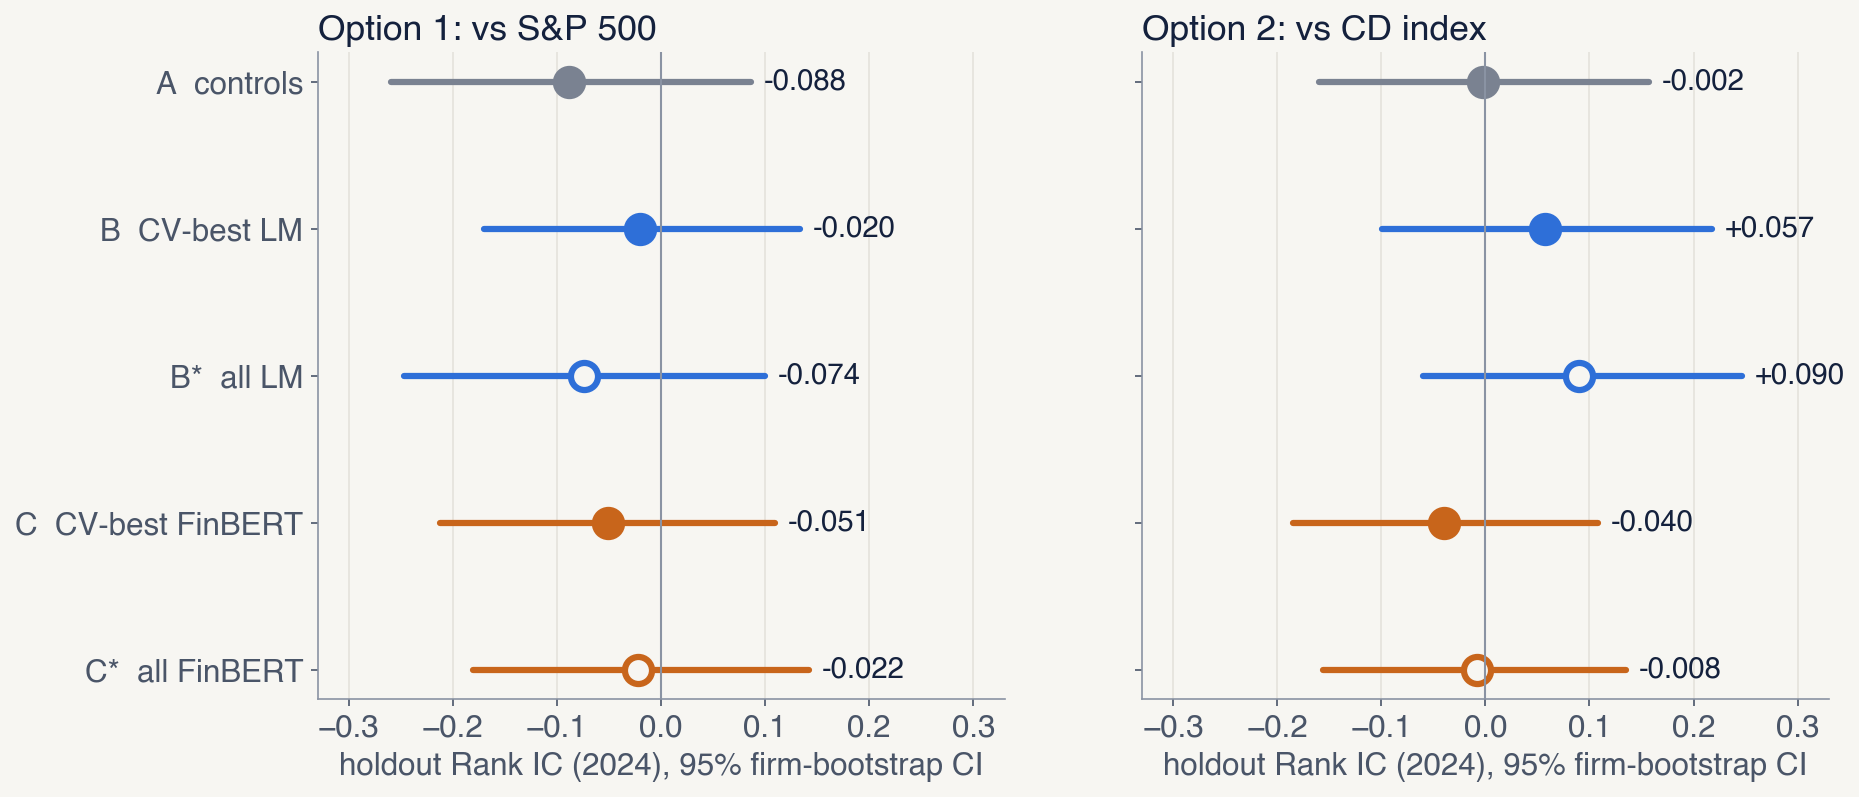 Option 1: vs S&P 500
A  controls
-0.088
B  CV-best LM
-0.020
B*  all LM
-0.074
C  CV-best FinBERT
-0.051
C*  all FinBERT
-0.022
−0.3 −0.2 −0.1 0.0 0.1 0.2 0.3
holdout Rank IC (2024), 95% firm-bootstrap CI
Option 2: vs CD index
-0.002
+0.057
+0.090
-0.040
-0.008
−0.3 −0.2 −0.1 0.0 0.1 0.2 0.3
holdout Rank IC (2024), 95% firm-bootstrap CI